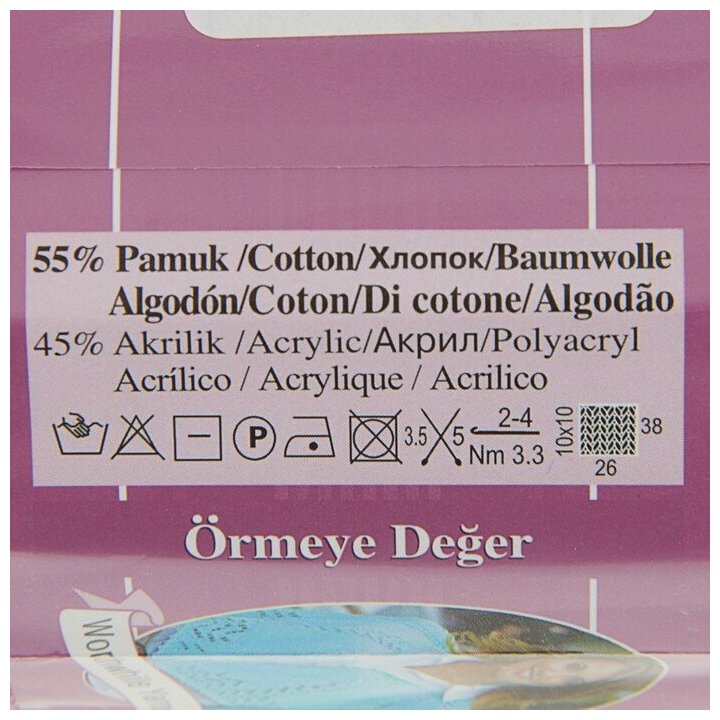 55% Pamuk /Cotton/Хлопок/Baumwolle
Algodón/Coton/Di cotone/Algodão
45% Akrilik /Acrylic/Акрил/Polyacryl
Acrílico / Acrylique / Acrilico
P 3.5 5 2-4 Nm 3.3 10x10 38 26
Örmeye Değer
Worthwhile